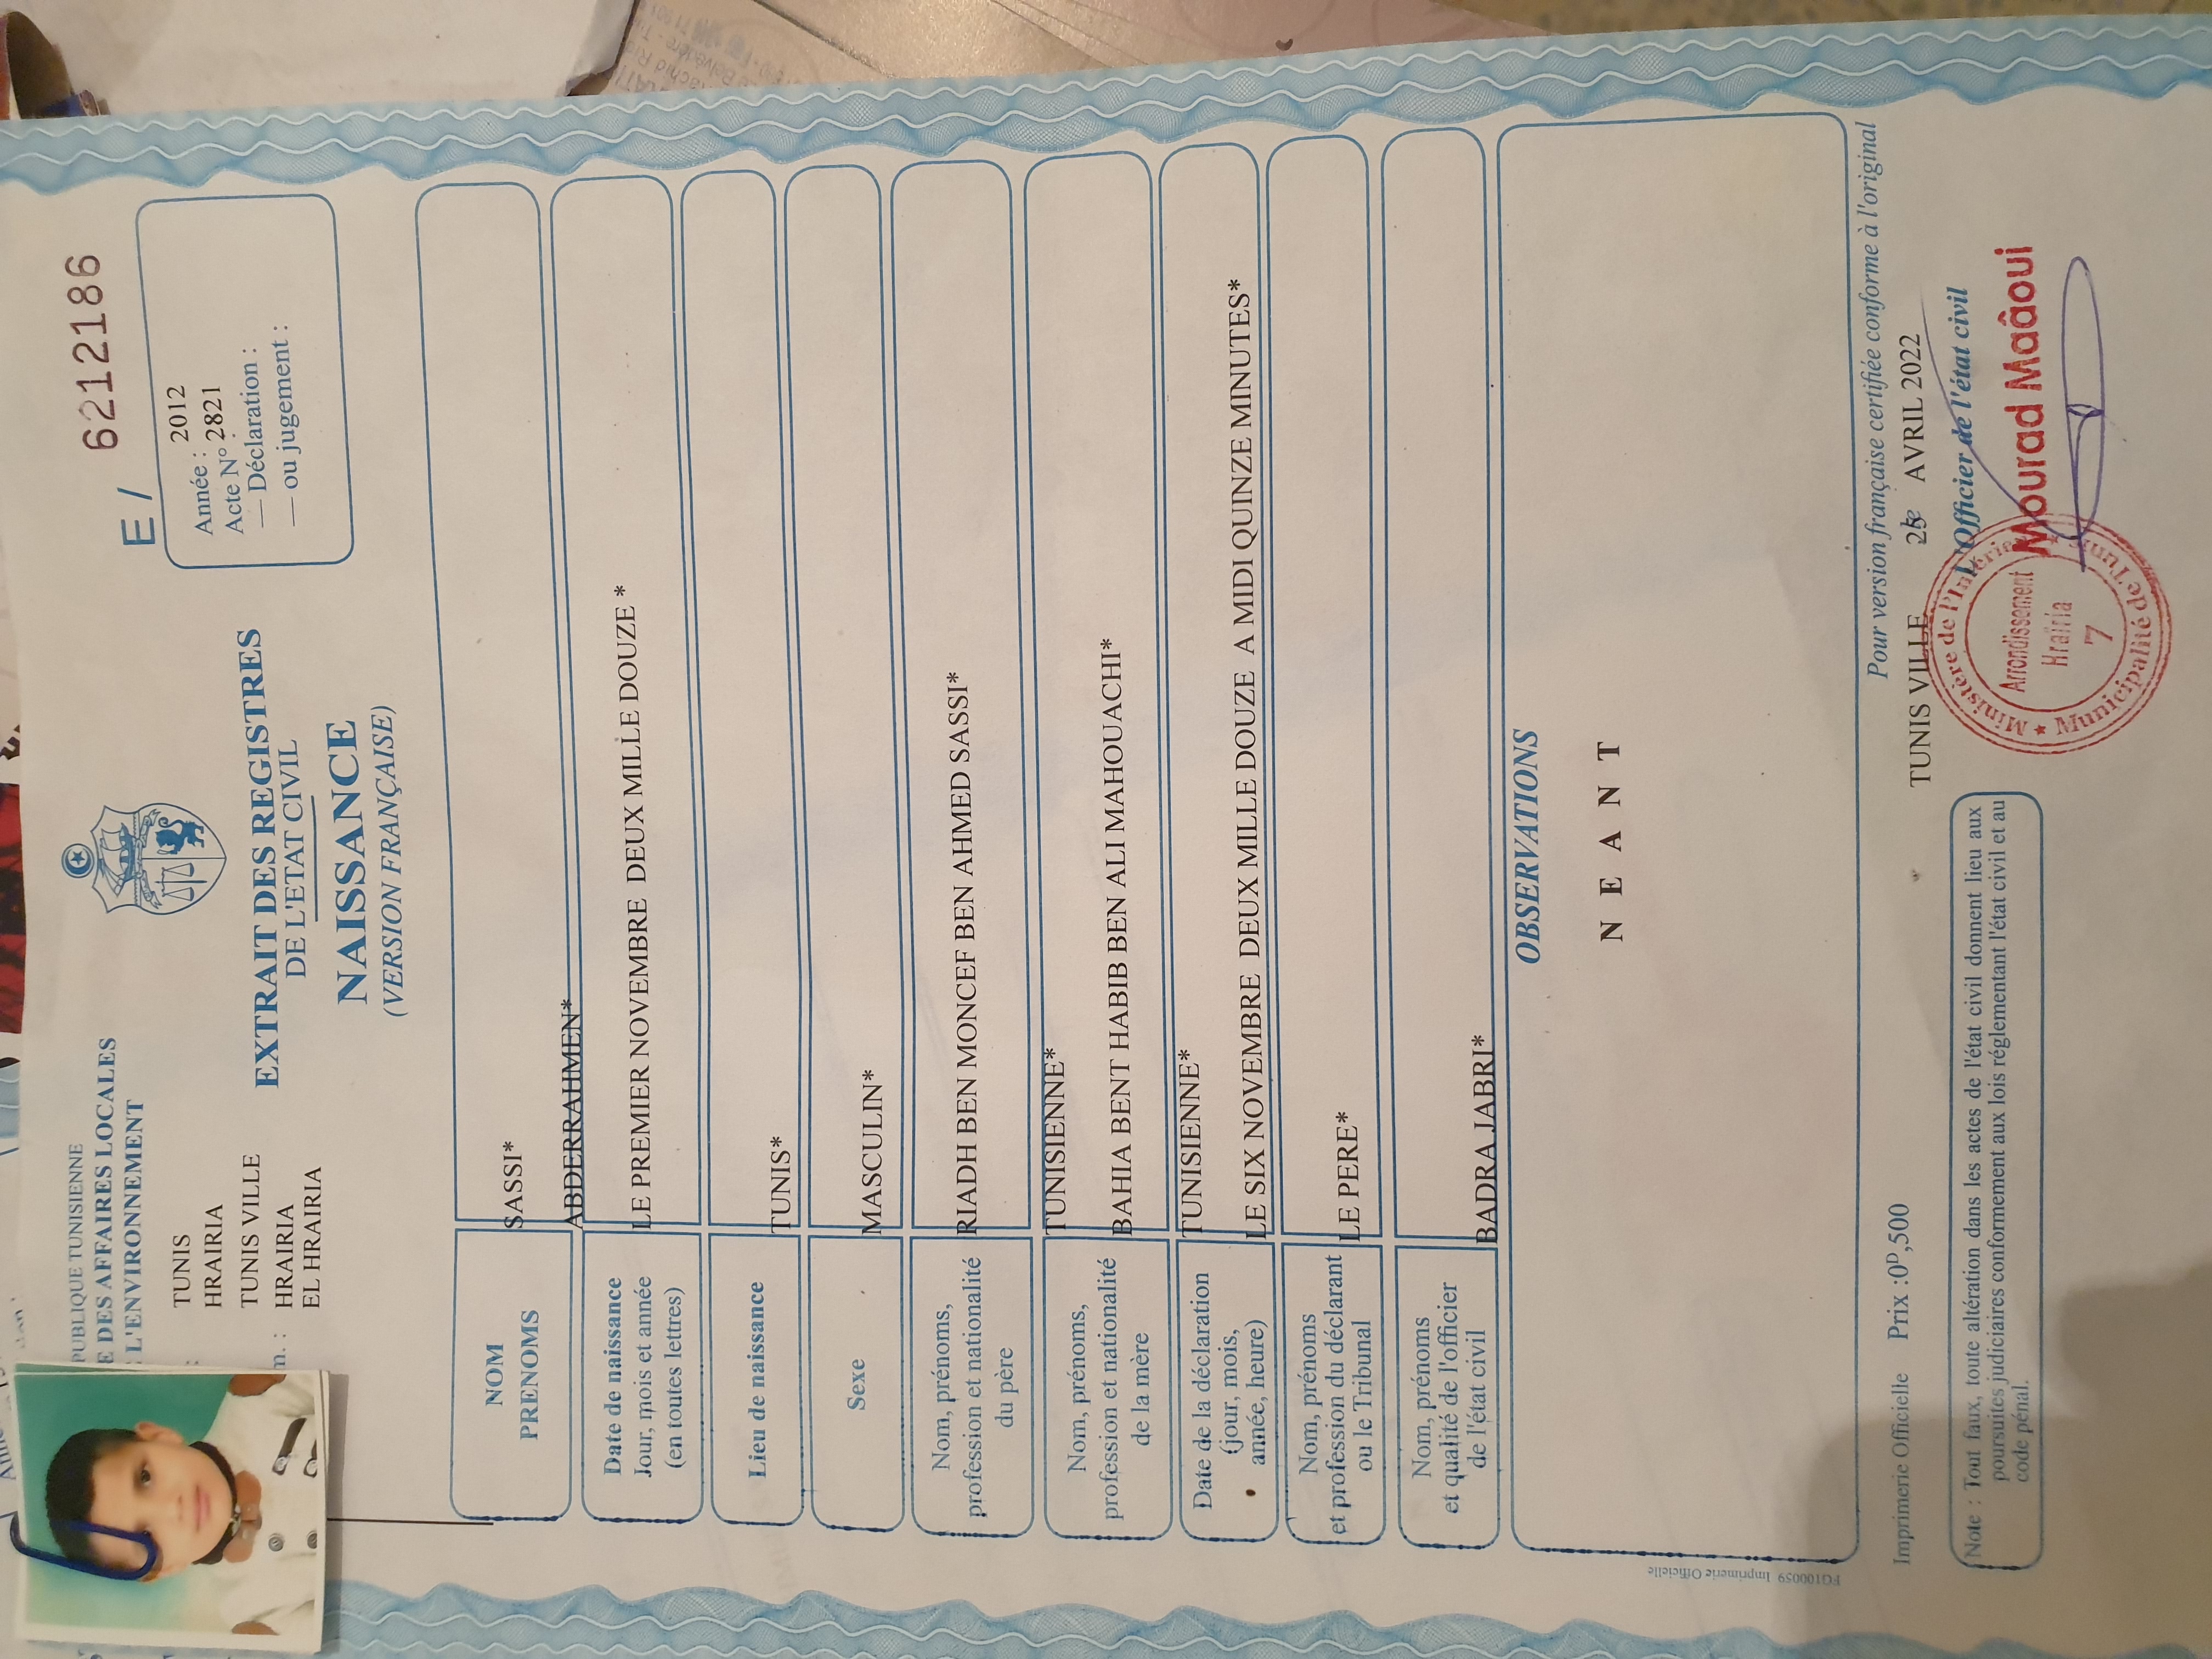 E / 6212186
PUBLIQUE TUNISIENNE
E DES AFFAIRES LOCALES
L'ENVIRONNEMENT
TUNIS
HRAIRIA
TUNIS VILLE
m. : HRAIRIA
EL HRAIRIA
EXTRAIT DES REGISTRES
DE L'ETAT CIVIL
NAISSANCE
(VERSION FRANÇAISE)
Année : 2012
Acte N° 2821
— Déclaration :
— ou jugement :
NOM
SASSI*
PRENOMS
ABDERRAHMEN*
Date de naissance
Jour, mois et année
(en toutes lettres)
LE PREMIER NOVEMBRE DEUX MILLE DOUZE *
Lieu de naissance
TUNIS*
Sexe
MASCULIN*
Nom, prénoms,
profession et nationalité
du père
RIADH BEN MONCEF BEN AHMED SASSI*
TUNISIENNE*
Nom, prénoms,
profession et nationalité
de la mère
BAHIA BENT HABIB BEN ALI MAHOUACHI*
TUNISIENNE*
Date de la déclaration
(jour, mois,
année, heure)
LE SIX NOVEMBRE DEUX MILLE DOUZE A MIDI QUINZE MNUTES*
Nom, prénoms
et profession du déclarant
ou le Tribunal
LE PERE*
Nom, prénoms
et qualité de l'officier
de l'état civil
BADRA JABRI*
OBSERVATIONS
N E A N T
FG100059 Imprimerie Officielle
Imprimerie Officielle Prix :0D,500
Pour version française certifiée conforme à l'original
TUNIS VILLE AVRIL 2022
L'Officier de l'état civil
Mourad Mâoui
Ministère de l'Intérie
Arrondissement
Hrairia
7
Municipalité de Tunis
Note : Tout faux, toute altération dans les actes de l'état civil donnent lieu aux
poursuites judiciaires conformement aux lois réglementant l'état civil et au
code pénal.